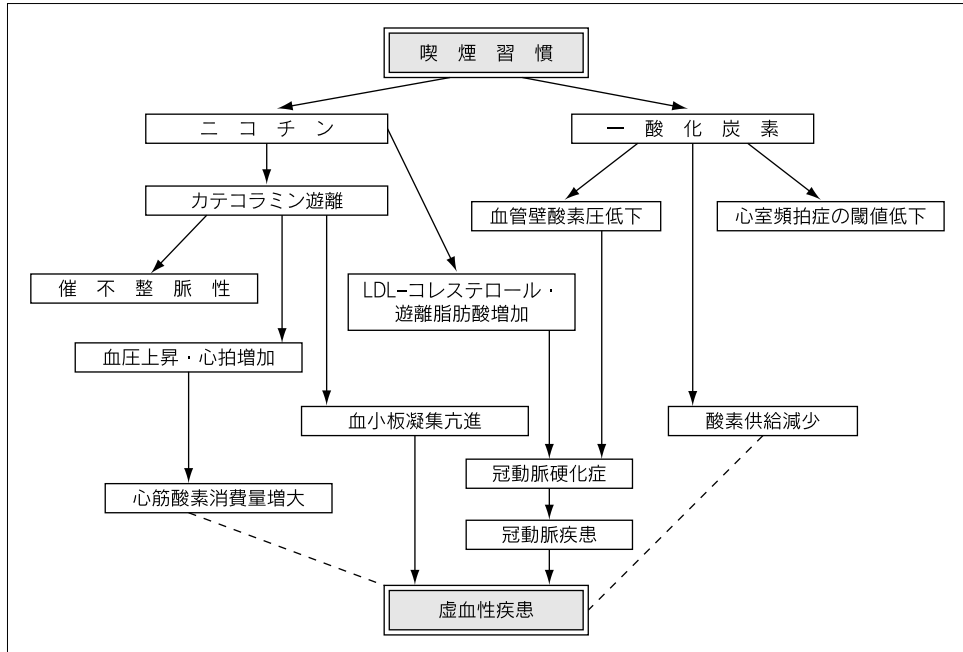 喫煙習慣
ニコチン
一酸化炭素
カテコラミン遊離
血管壁酸素圧低下
心室頻拍症の閾値低下
催不整脈性
LDL−コレステロール・
遊離脂肪酸増加
血圧上昇・心拍増加
血小板凝集亢進
酸素供給減少
冠動脈硬化症
心筋酸素消費量増大
冠動脈疾患
虚血性疾患